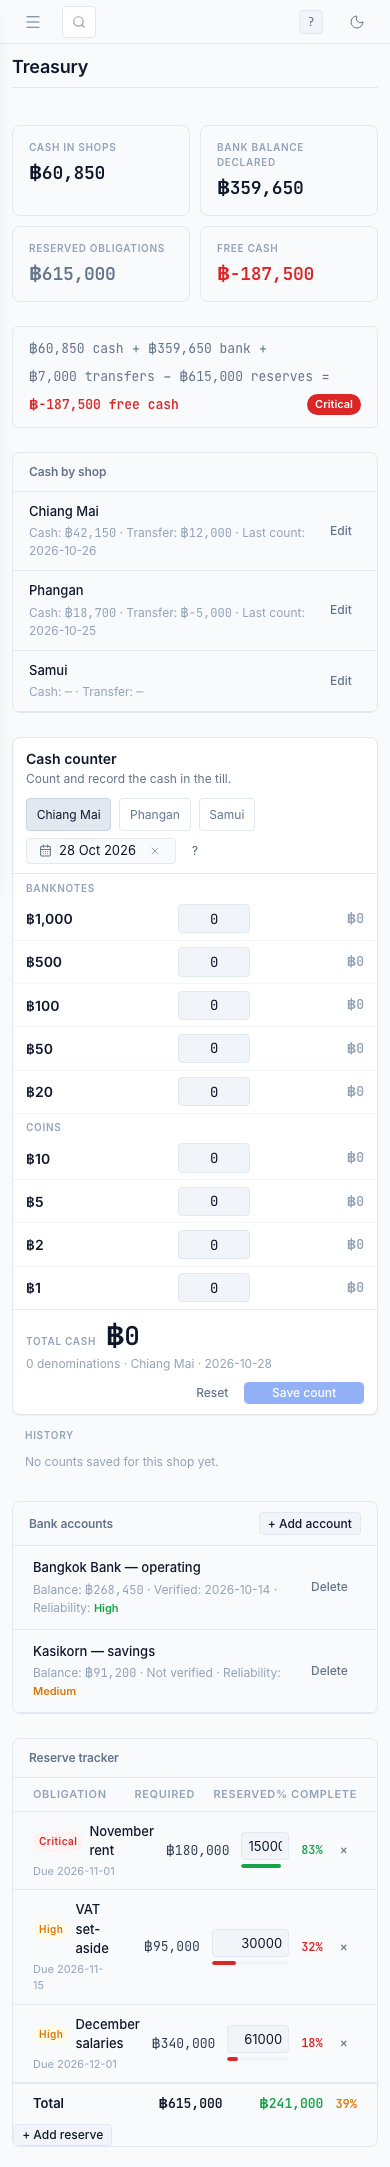 ?
Treasury
CASH IN SHOPS
฿60,850
BANK BALANCE
DECLARED
฿359,650
RESERVED OBLIGATIONS
฿615,000
FREE CASH
฿-187,500
฿60,850 cash + ฿359,650 bank +
฿7,000 transfers − ฿615,000 reserves =
฿-187,500 free cash
Critical
Cash by shop
Chiang Mai
Cash: ฿42,150 · Transfer: ฿12,000 · Last count:
2026-10-26
Edit
Phangan
Cash: ฿18,700 · Transfer: ฿-5,000 · Last count:
2026-10-25
Edit
Samui
Cash: — · Transfer: —
Edit
Cash counter
Count and record the cash in the till.
Chiang Mai
Phangan
Samui
28 Oct 2026 ×
?
BANKNOTES
฿1,000 0 ฿0
฿500 0 ฿0
฿100 0 ฿0
฿50 0 ฿0
฿20 0 ฿0
COINS
฿10 0 ฿0
฿5 0 ฿0
฿2 0 ฿0
฿1 0 ฿0
TOTAL CASH ฿0
0 denominations · Chiang Mai · 2026-10-28
Reset
Save count
HISTORY
No counts saved for this shop yet.
Bank accounts
+ Add account
Bangkok Bank — operating
Balance: ฿268,450 · Verified: 2026-10-14 ·
Reliability: High
Delete
Kasikorn — savings
Balance: ฿91,200 · Not verified · Reliability:
Medium
Delete
Reserve tracker
OBLIGATION REQUIRED RESERVED % COMPLETE
Critical
November
rent
Due 2026-11-01
฿180,000 15000 83% ×
High
VAT
set-
aside
Due 2026-11-
15
฿95,000 30000 32% ×
High
December
salaries
Due 2026-12-01
฿340,000 61000 18% ×
Total ฿615,000 ฿241,000 39%
+ Add reserve